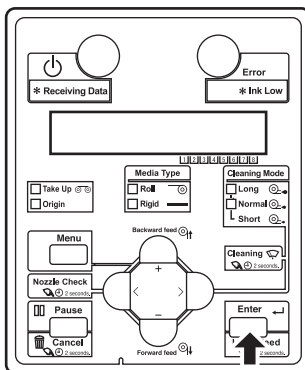 Error
* Receiving Data
* Ink Low
1 2 3 4 5 6 7 8
Media Type
Cleaning Mode
Take Up
Origin
Roll
Rigid
Long
Normal
Short
Menu
Backward feed
Cleaning
2 seconds.
+
< >
−
Nozzle Check
2 seconds.
Pause
Enter
Cancel
2 seconds.
Forward feed
2 seconds.